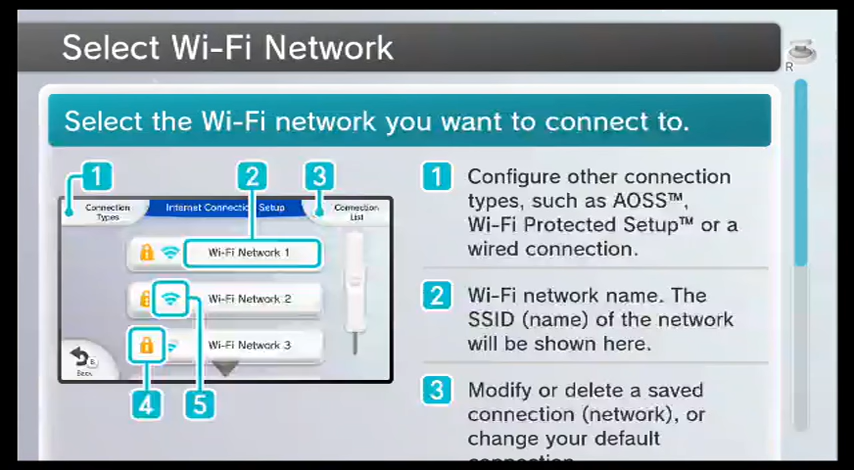 Select Wi-Fi Network
R
Select the Wi-Fi network you want to connect to.
1
2
3
Connection
Types
Internet Connection Setup
Connection
List
Wi-Fi Network 1
Wi-Fi Network 2
Wi-Fi Network 3
B
Back
4
5
1
Configure other connection
types, such as AOSS™,
Wi-Fi Protected Setup™ or a
wired connection.
2
Wi-Fi network name. The
SSID (name) of the network
will be shown here.
3
Modify or delete a saved
connection (network), or
change your default
connection.